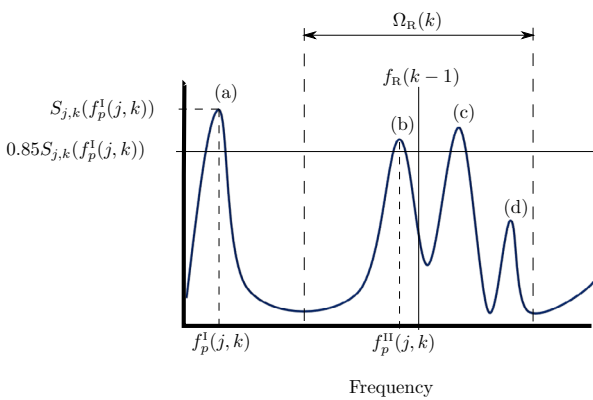 Ω_R(k)
f_R(k − 1)
(a)
S_{j,k}(f_p^I(j, k))
(c)
(b)
0.85S_{j,k}(f_p^I(j, k))
(d)
f_p^I(j, k)
f_p^II(j, k)
Frequency